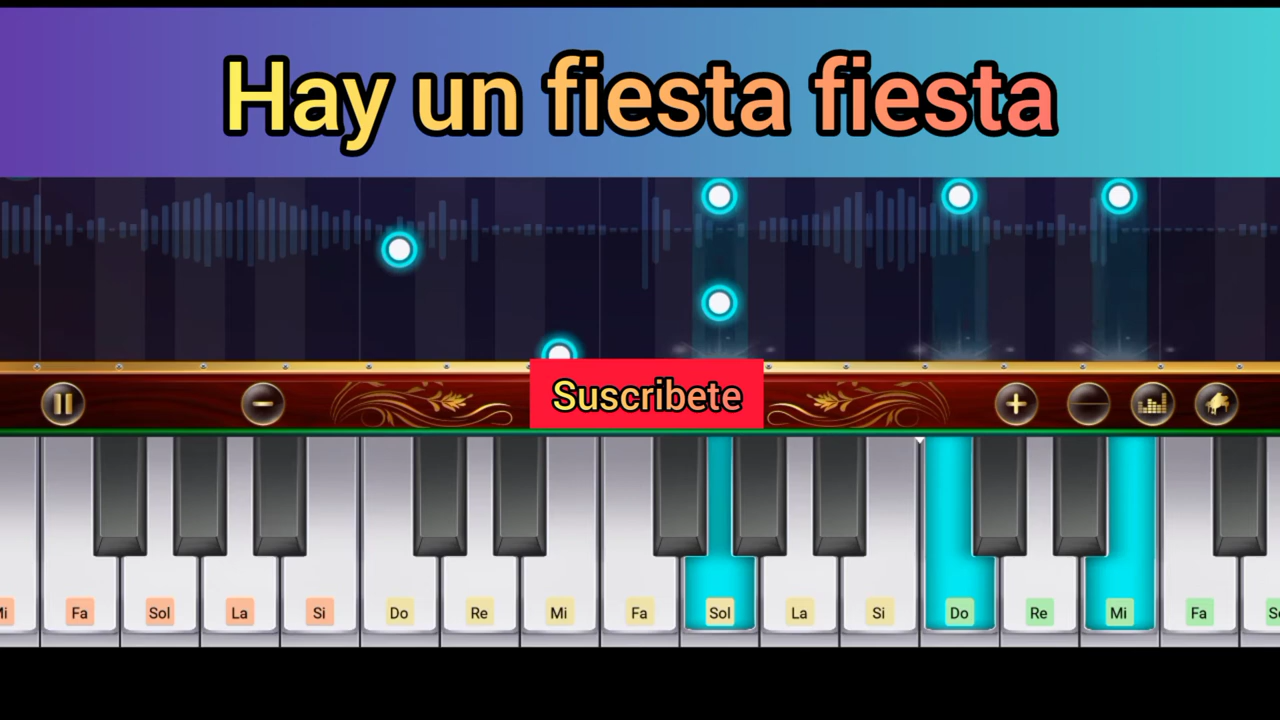 Hay un fiesta fiesta
Suscribete
Mi Fa Sol La Si Do Re Mi Fa Sol La Si Do Re Mi Fa